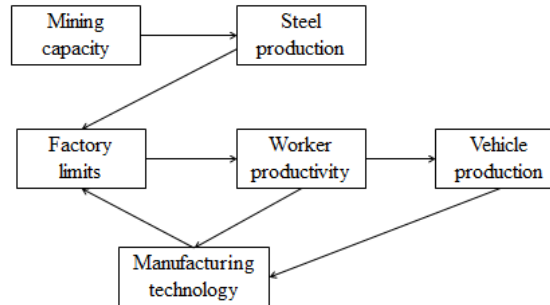 Mining
capacity
Steel
production
Factory
limits
Worker
productivity
Vehicle
production
Manufacturing
technology